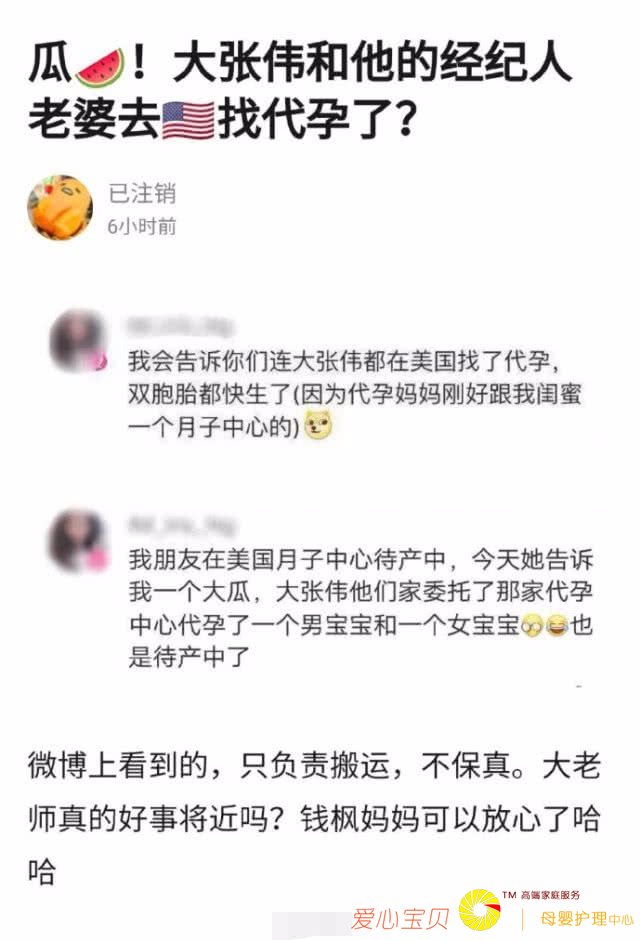 瓜🍉！大张伟和他的经纪人
老婆去🇺🇸找代孕了？
已注销
6小时前
我会告诉你们连大张伟都在美国找了代孕，
双胞胎都快生了(因为代孕妈妈刚好跟我闺蜜
一个月子中心的)
我朋友在美国月子中心待产中，今天她告诉
我一个大瓜，大张伟他们家委托了那家代孕
中心代孕了一个男宝宝和一个女宝宝😂也
是待产中了
微博上看到的，只负责搬运，不保真。大老
师真的好事将近吗？钱枫妈妈可以放心了哈
哈
爱心宝贝
TM 高端家庭服务
母婴护理中心